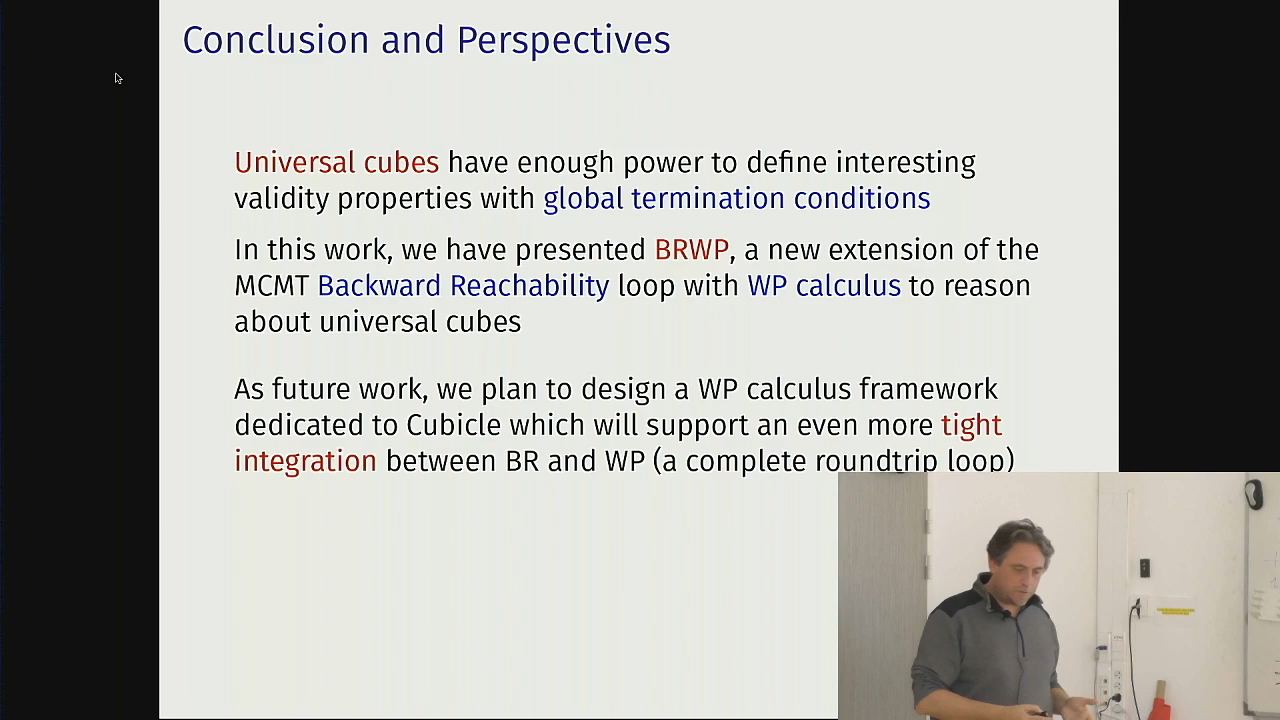 Conclusion and Perspectives
Universal cubes have enough power to define interesting
validity properties with global termination conditions
In this work, we have presented BRWP, a new extension of the
MCMT Backward Reachability loop with WP calculus to reason
about universal cubes
As future work, we plan to design a WP calculus framework
dedicated to Cubicle which will support an even more tight
integration between BR and WP (a complete roundtrip loop)